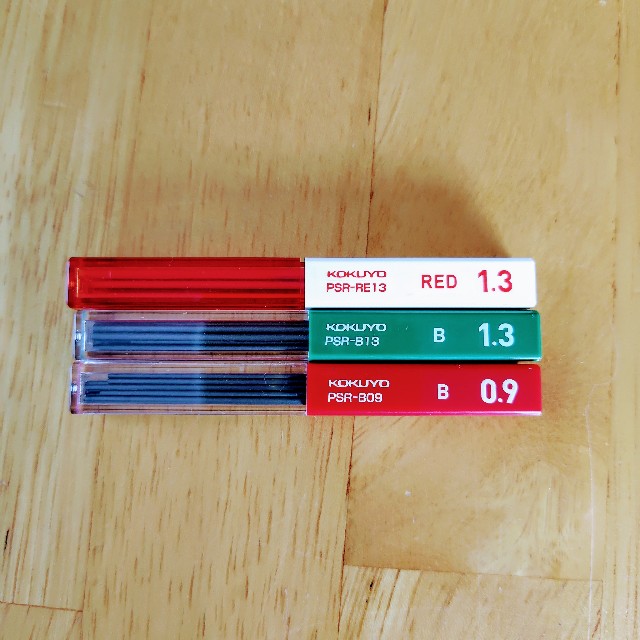 KOKUYO
PSR-RE13 RED 1.3
KOKUYO
PSR-B13 B 1.3
KOKUYO
PSR-B09 B 0.9